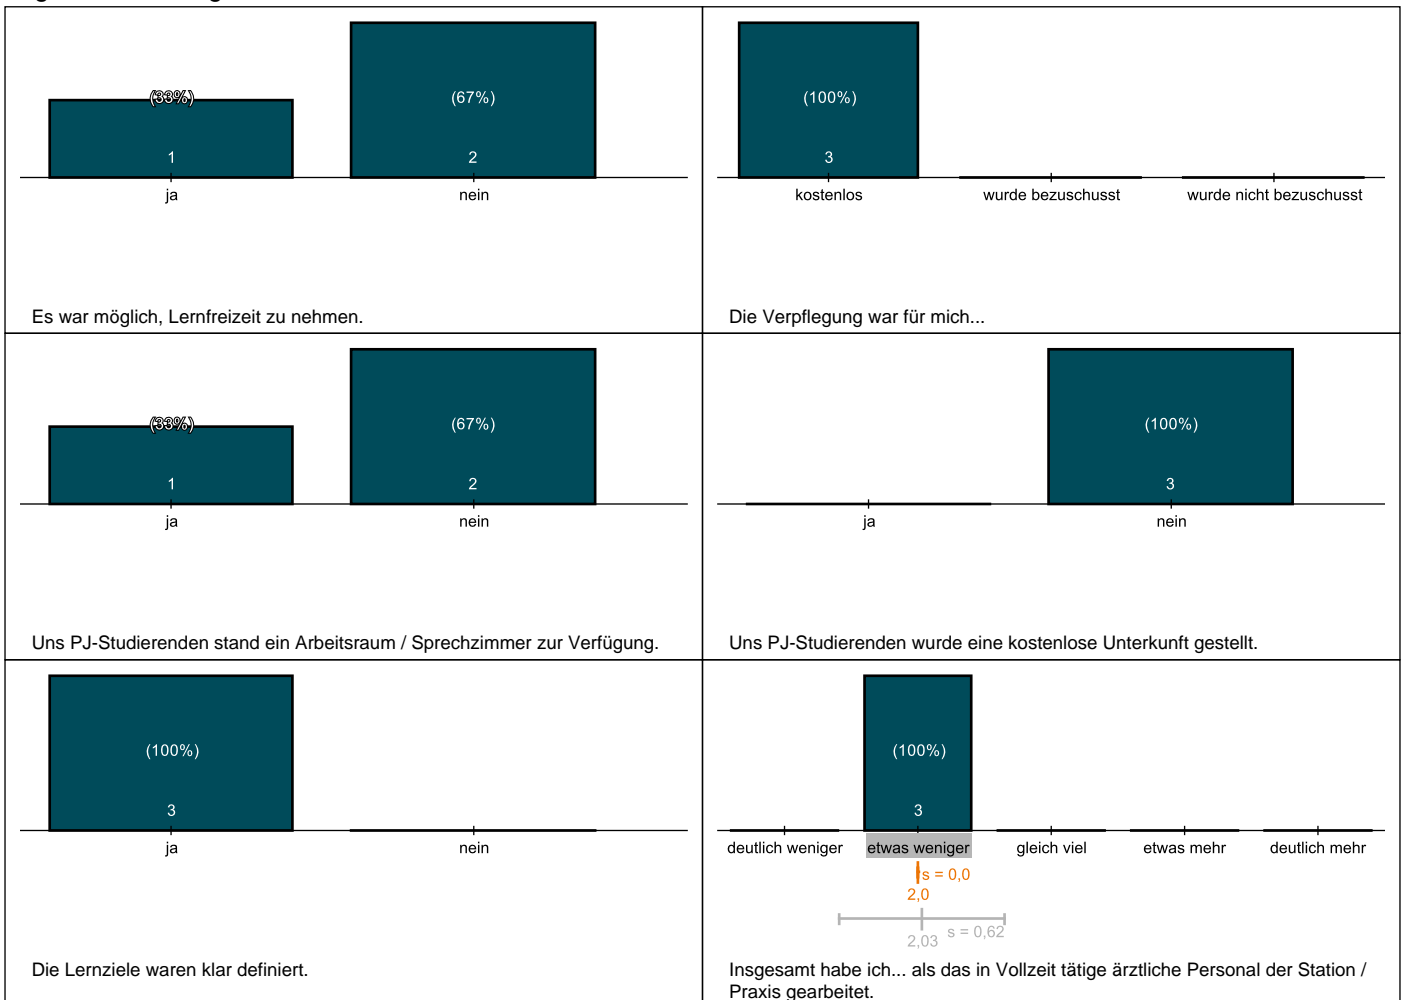 (33%)
(67%)
1
2
ja
nein
Es war möglich, Lernfreizeit zu nehmen.
(100%)
3
kostenlos
wurde bezuschusst
wurde nicht bezuschusst
Die Verpflegung war für mich...
(33%)
(67%)
1
2
ja
nein
Uns PJ-Studierenden stand ein Arbeitsraum / Sprechzimmer zur Verfügung.
(100%)
3
ja
nein
Uns PJ-Studierenden wurde eine kostenlose Unterkunft gestellt.
(100%)
3
ja
nein
Die Lernziele waren klar definiert.
(100%)
3
deutlich weniger
etwas weniger
gleich viel
etwas mehr
deutlich mehr
s = 0,0
2,0
2,03
s = 0,62
Insgesamt habe ich... als das in Vollzeit tätige ärztliche Personal der Station /
Praxis gearbeitet.